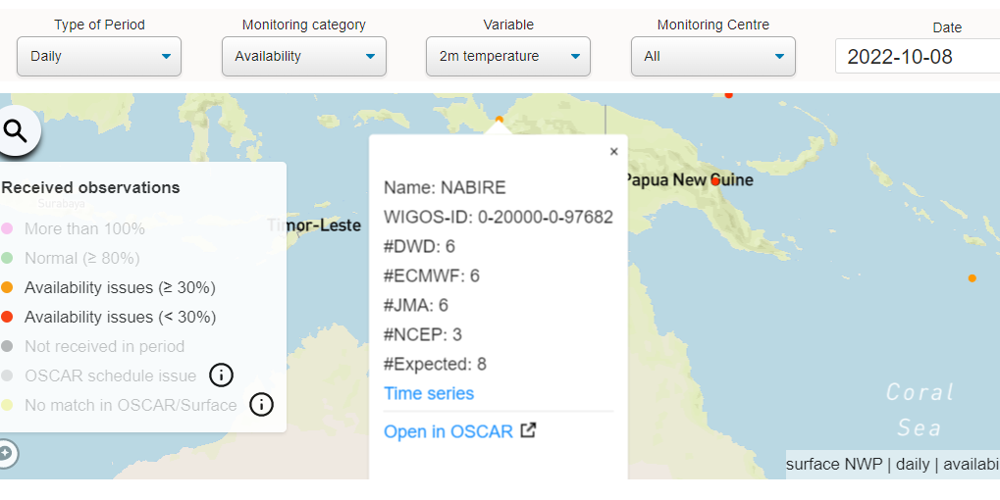 Type of Period Monitoring category Variable Monitoring Centre Date
Daily Availability 2m temperature All 2022-10-08
×
Received observations
Surabaya
More than 100%
Normal (≥ 80%)
Availability issues (≥ 30%)
Availability issues (< 30%)
Not received in period
OSCAR schedule issue
No match in OSCAR/Surface
Timor-Leste
Name: NABIRE
WIGOS-ID: 0-20000-0-97682
#DWD: 6
#ECMWF: 6
#JMA: 6
#NCEP: 3
#Expected: 8
Time series
Open in OSCAR
Papua New Guine
Coral
Sea
surface NWP | daily | availabi